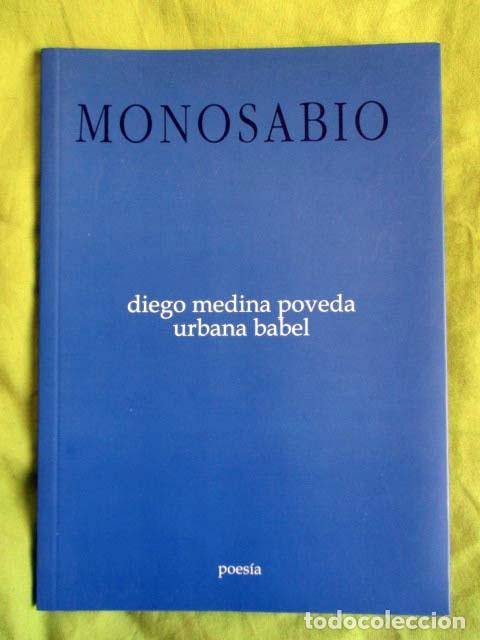 MONOSABIO
diego medina poveda
urbana babel
poesía
todocoleccion